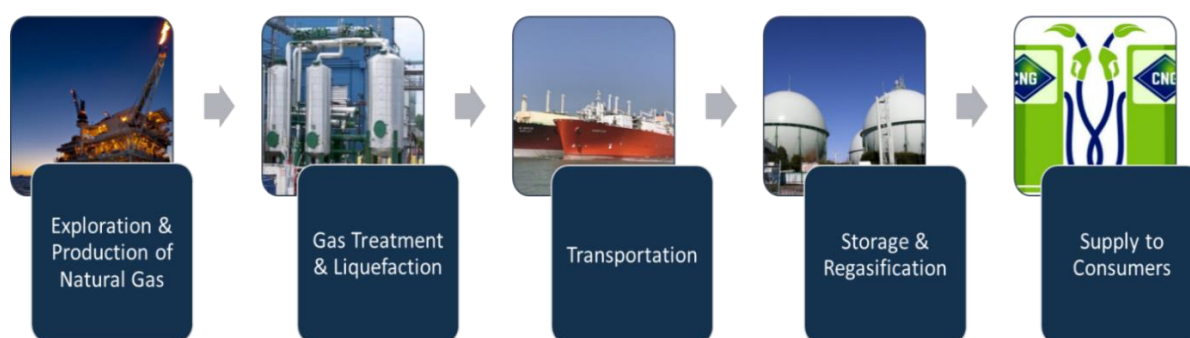 CNG
CNG
Exploration &
Production of
Natural Gas
Gas Treatment
& Liquefaction
Transportation
Storage &
Regasification
Supply to
Consumers